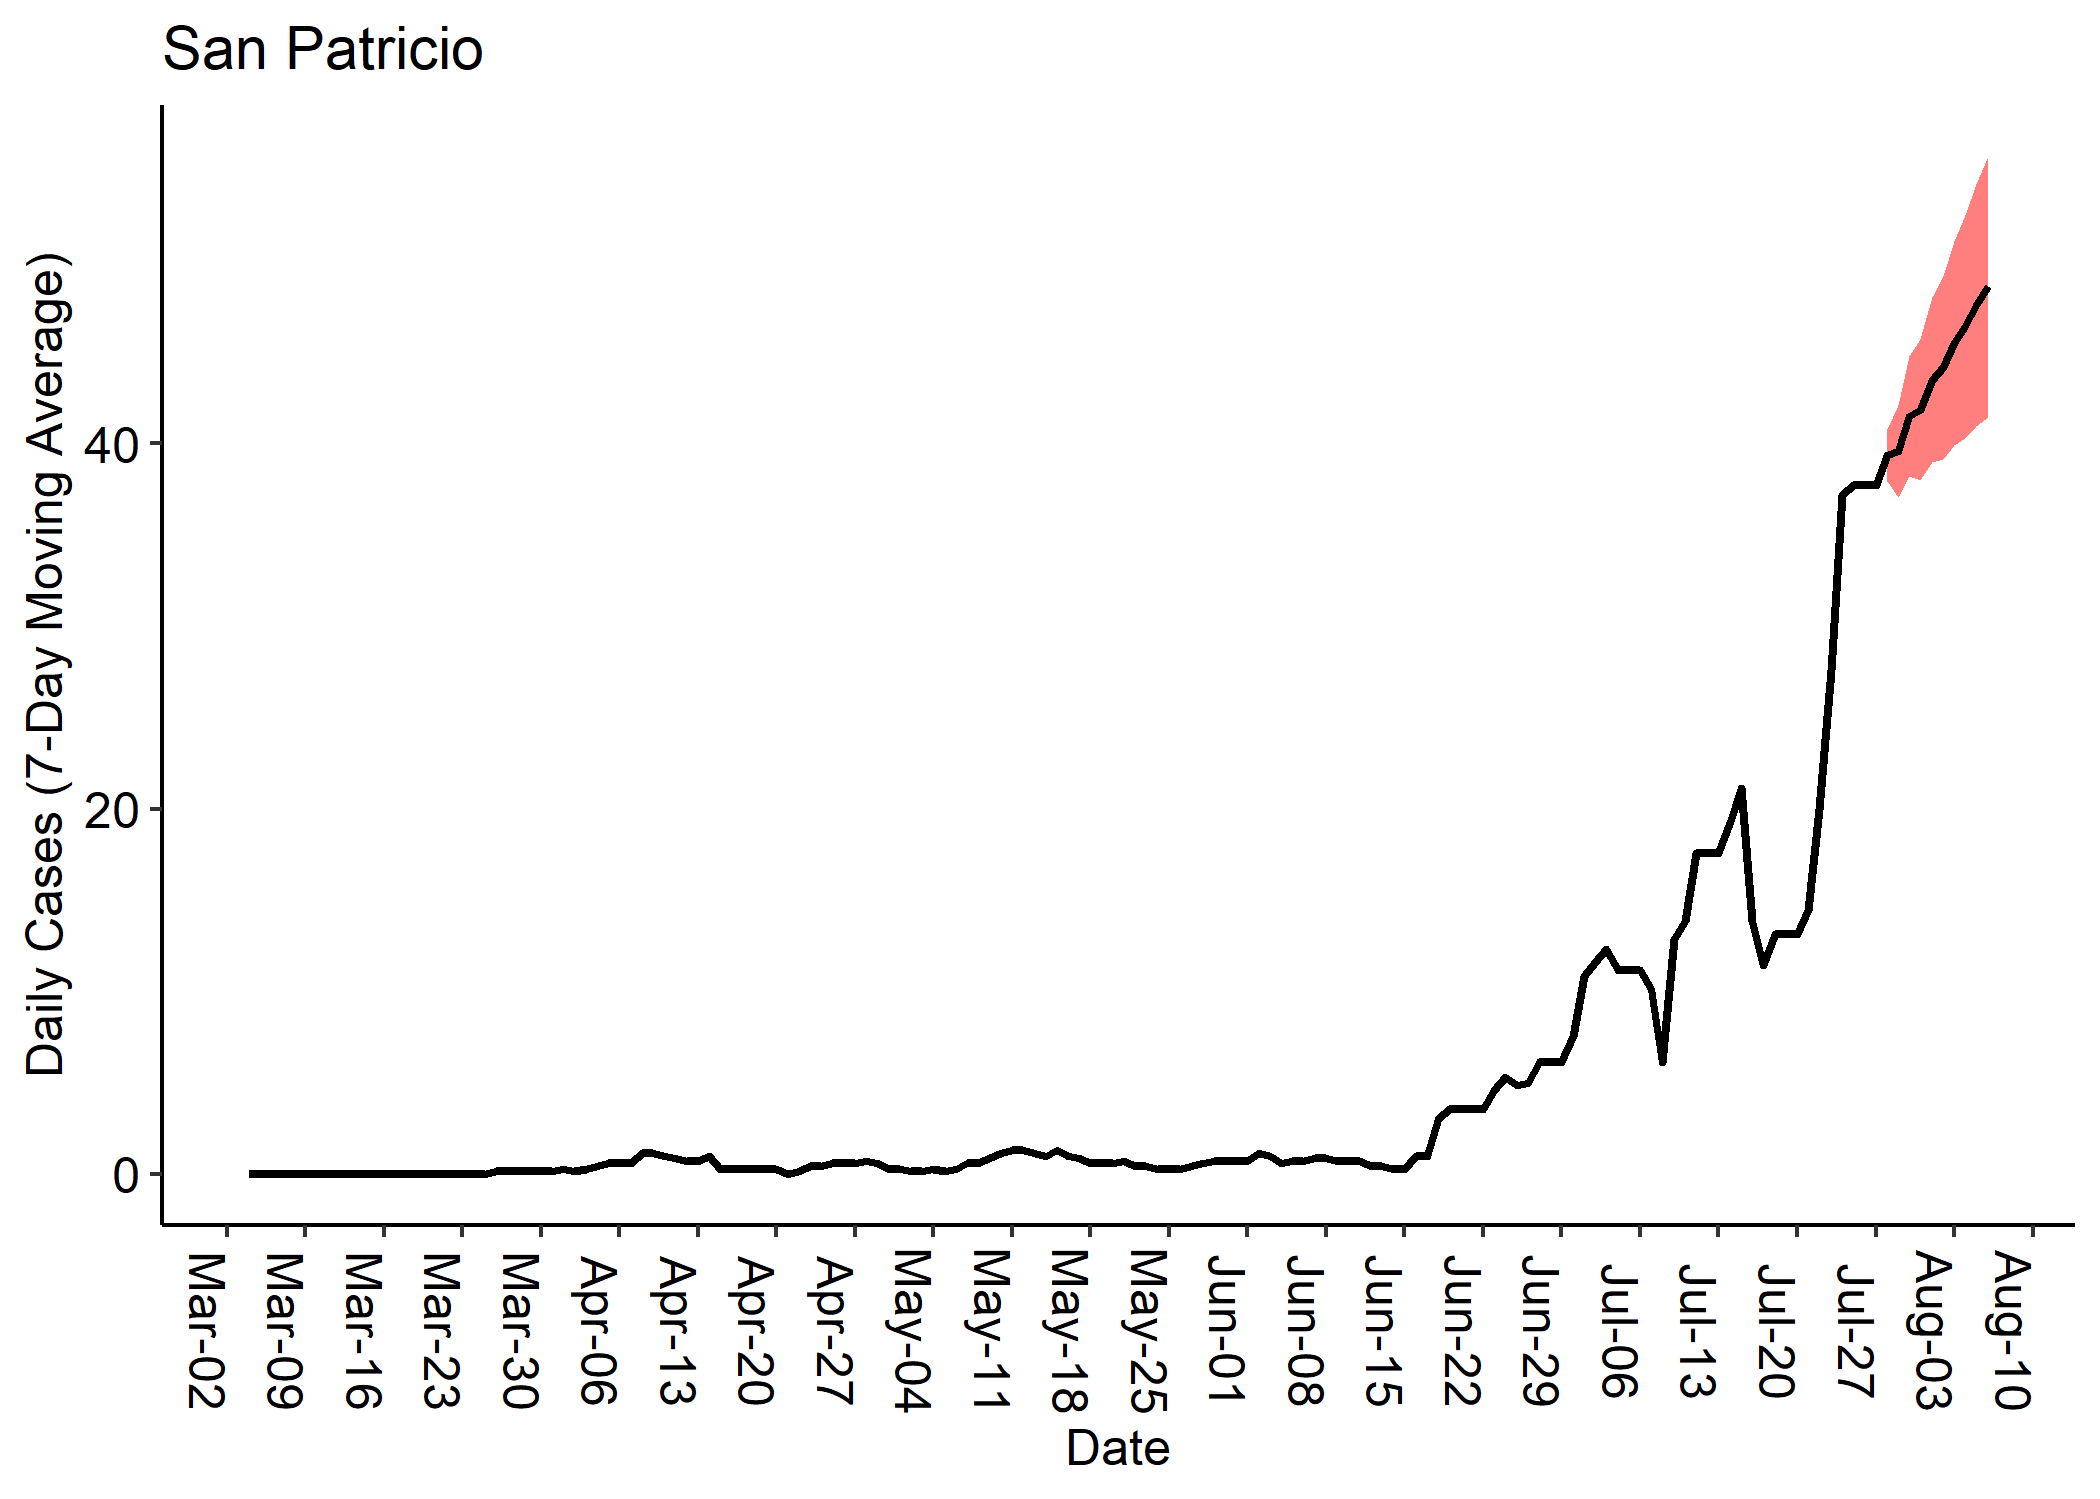 San Patricio
Daily Cases (7-Day Moving Average)
40
20
0
Mar-02
Mar-09
Mar-16
Mar-23
Mar-30
Apr-06
Apr-13
Apr-20
Apr-27
May-04
May-11
May-18
May-25
Jun-01
Jun-08
Jun-15
Jun-22
Jun-29
Jul-06
Jul-13
Jul-20
Jul-27
Aug-03
Aug-10
Date